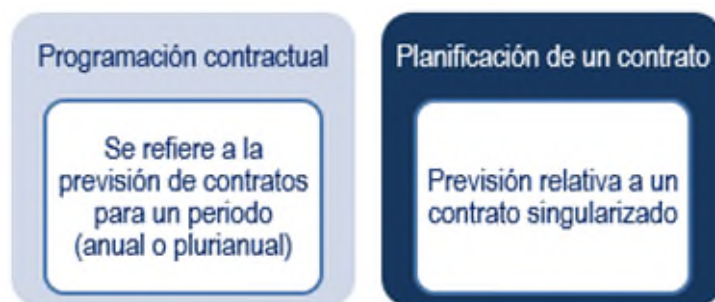 Programación contractual
Se refiere a la
previsión de contratos
para un periodo
(anual o plurianual)
Planificación de un contrato
Previsión relativa a un
contrato singularizado